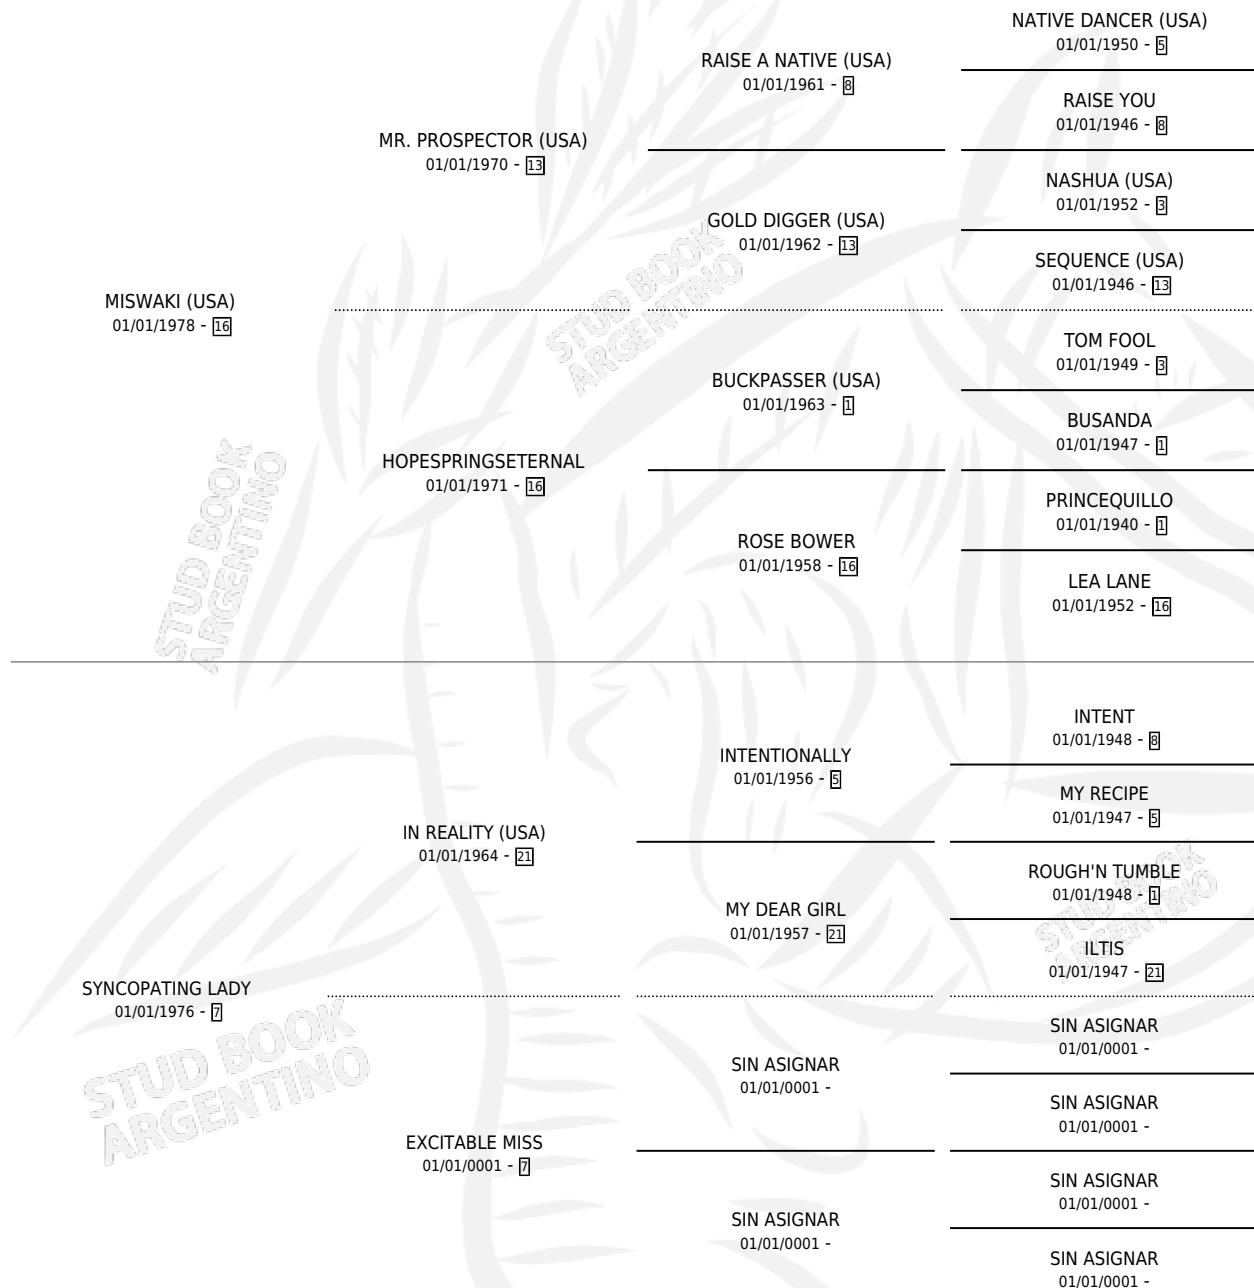 MISWAKI (USA)
01/01/1978 - 16
MR. PROSPECTOR (USA)
01/01/1970 - 13
HOPESPRINGSETERNAL
01/01/1971 - 16
RAISE A NATIVE (USA)
01/01/1961 - 8
GOLD DIGGER (USA)
01/01/1962 - 13
BUCKPASSER (USA)
01/01/1963 - 1
ROSE BOWER
01/01/1958 - 16
NATIVE DANCER (USA)
01/01/1950 - 5
RAISE YOU
01/01/1946 - 8
NASHUA (USA)
01/01/1952 - 3
SEQUENCE (USA)
01/01/1946 - 13
TOM FOOL
01/01/1949 - 3
BUSANDA
01/01/1947 - 1
PRINCEQUILLO
01/01/1940 - 1
LEA LANE
01/01/1952 - 16
SYNCOPATING LADY
01/01/1976 - 7
IN REALITY (USA)
01/01/1964 - 21
EXCITABLE MISS
01/01/0001 - 7
INTENTIONALLY
01/01/1956 - 5
MY DEAR GIRL
01/01/1957 - 21
SIN ASIGNAR
01/01/0001 -
SIN ASIGNAR
01/01/0001 -
INTENT
01/01/1948 - 8
MY RECIPE
01/01/1947 - 5
ROUGH'N TUMBLE
01/01/1948 - 1
ILTIS
01/01/1947 - 21
SIN ASIGNAR
01/01/0001 -
SIN ASIGNAR
01/01/0001 -
SIN ASIGNAR
01/01/0001 -
SIN ASIGNAR
01/01/0001 -
STUD BOOK
ARGENTINO
STUD BOOK
ARGENTINO
STUD BOOK
ARGENTINO
STUD BOOK
ARGENTINO